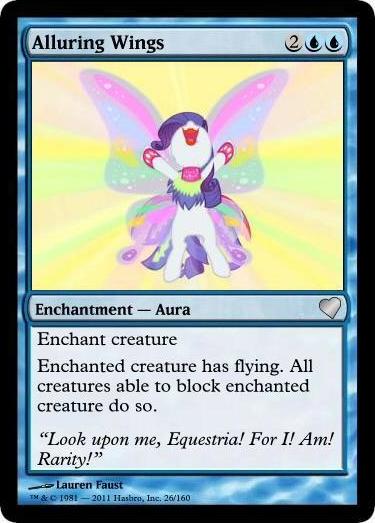 Alluring Wings 2
Enchantment — Aura
Enchant creature
Enchanted creature has flying. All
creatures able to block enchanted
creature do so.
“Look upon me, Equestria! For I! Am!
Rarity!”
Lauren Faust
™ & © 1981 — 2011 Hasbro, Inc. 26/160